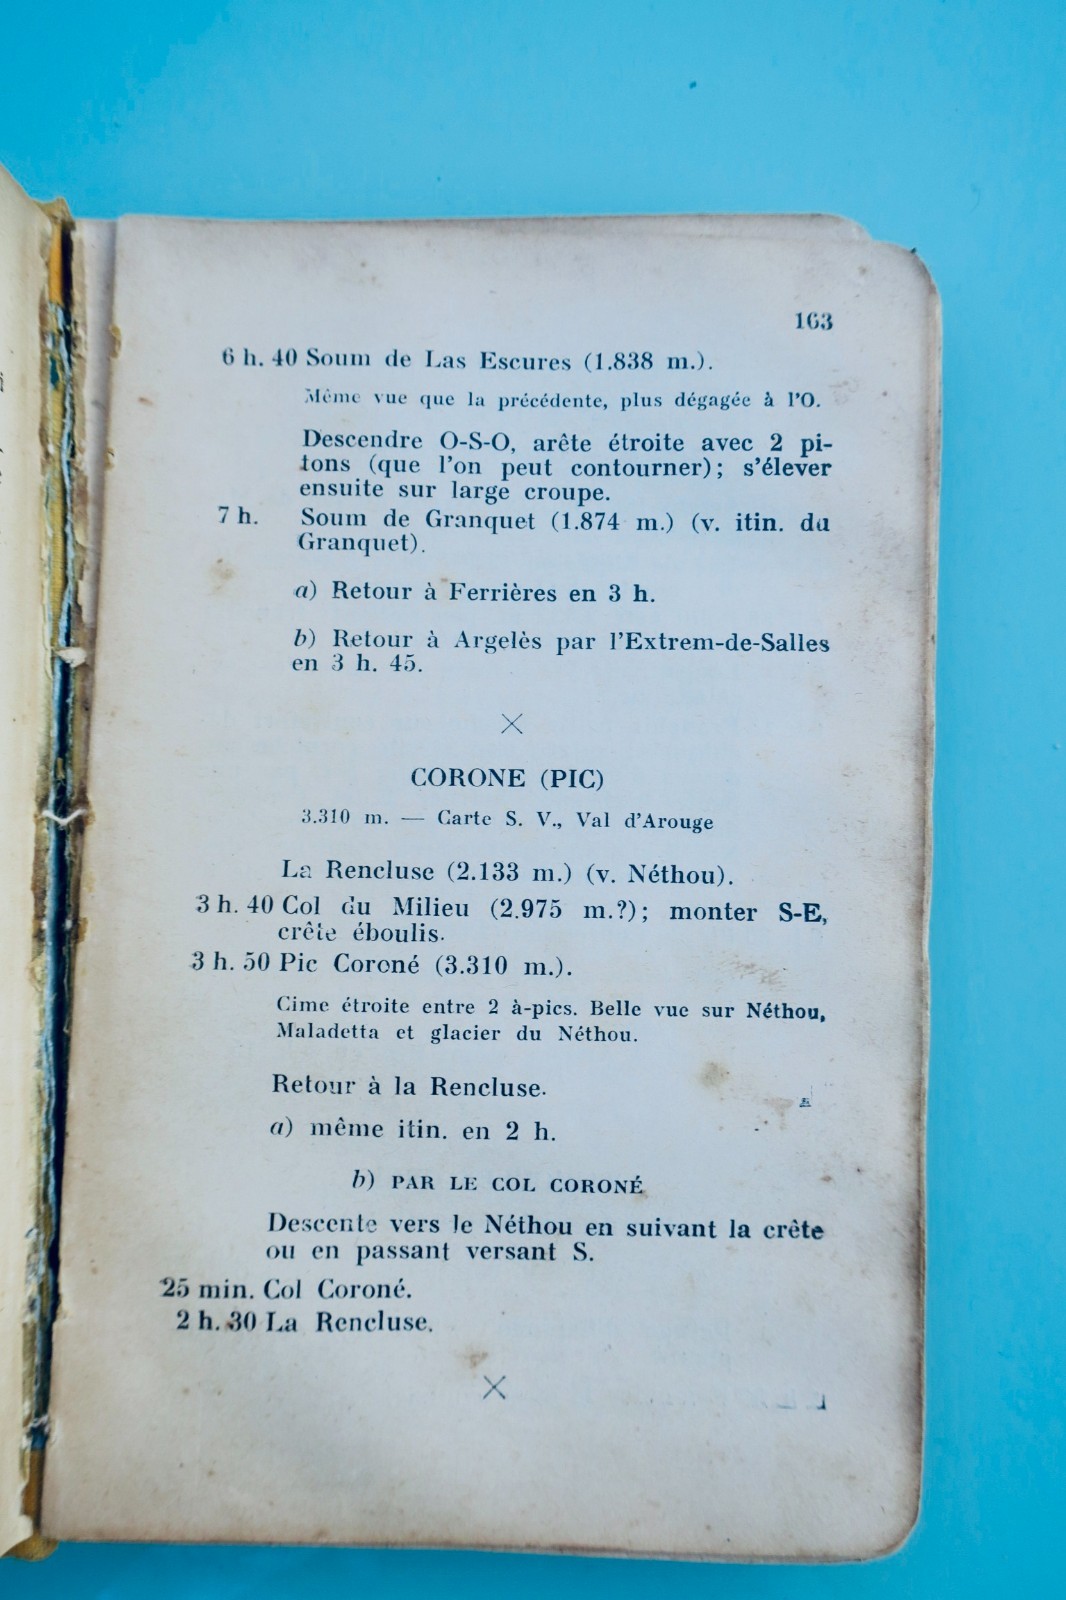 163
6 h. 40 Soum de Las Escures (1.838 m.).
Même vue que la précédente, plus dégagée à l'O.
Descendre O-S-O, arête étroite avec 2 pi-
tons (que l'on peut contourner); s'élever
ensuite sur large croupe.
7 h. Soum de Granquet (1.874 m.) (v. itin. du
Granquet).
a) Retour à Ferrières en 3 h.
b) Retour à Argelès par l'Extrem-de-Salles
en 3 h. 45.
CORONE (PIC)
3.310 m. — Carte S. V., Val d'Arouge
La Rencluse (2.133 m.) (v. Néthou).
3 h. 40 Col du Milieu (2.975 m.?); monter S-E,
crête éboulis.
3 h. 50 Pic Coroné (3.310 m.).
Cime étroite entre 2 à-pics. Belle vue sur Néthou,
Maladetta et glacier du Néthou.
Retour à la Rencluse.
a) même itin. en 2 h.
b) PAR LE COL CORONÉ
Descente vers le Néthou en suivant la crête
ou en passant versant S.
25 min. Col Coroné.
2 h. 30 La Rencluse.